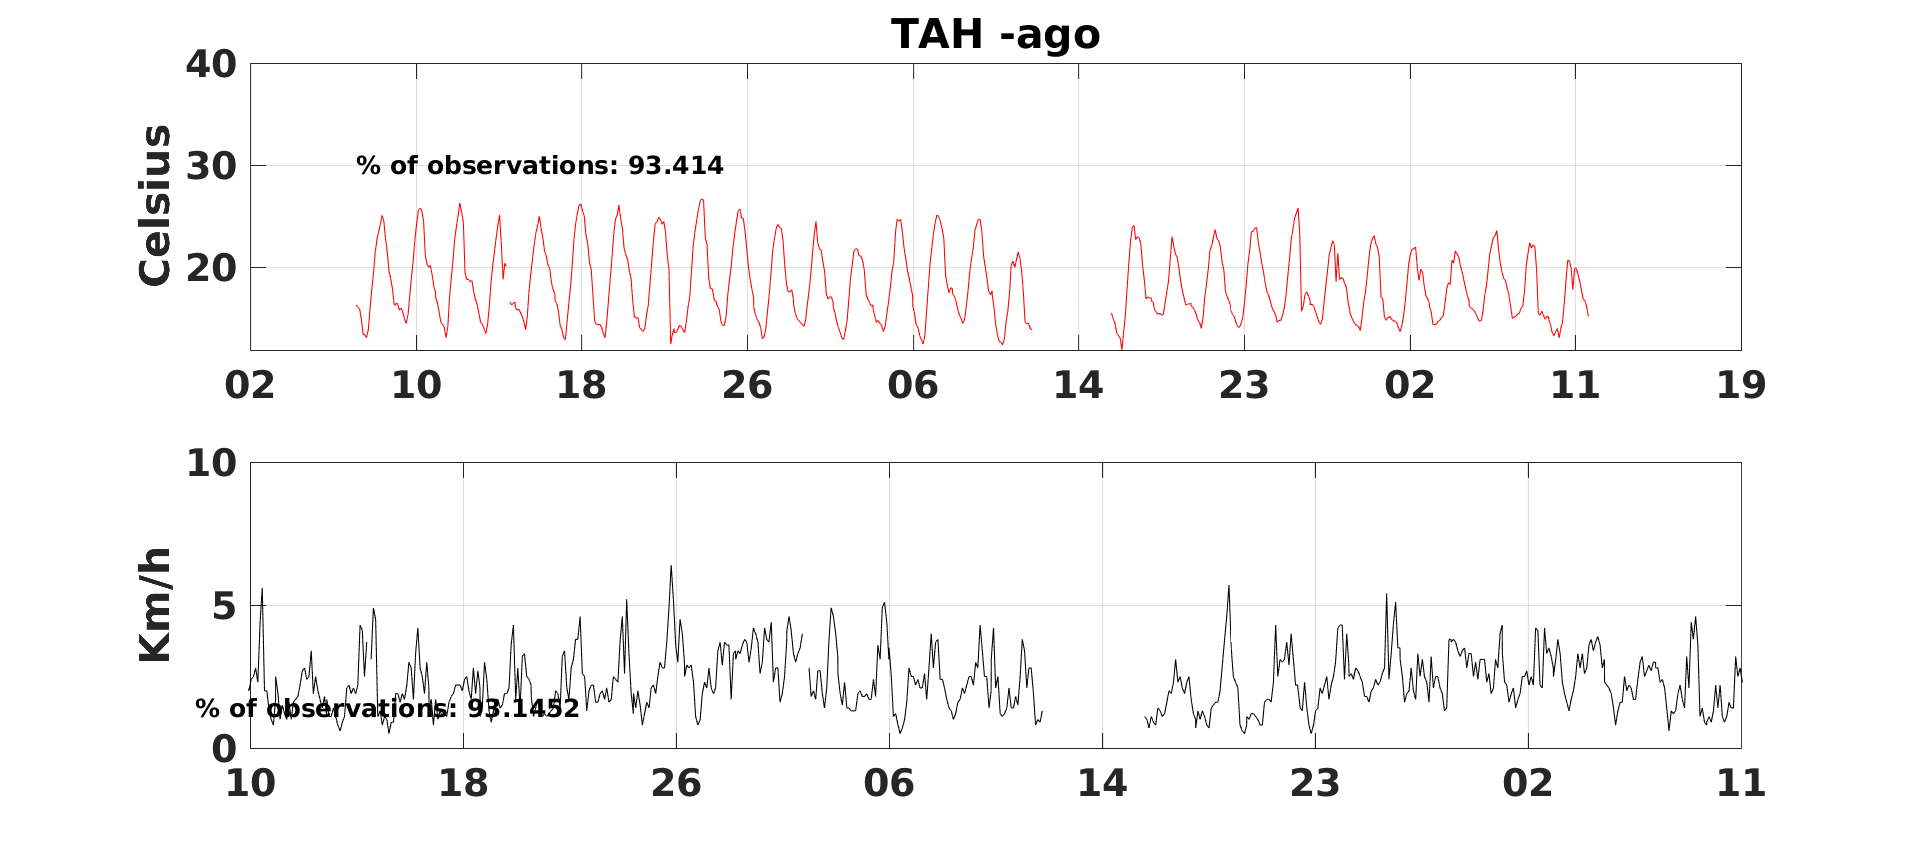 TAH -ago
40
30
20
Celsius
% of observations: 93.414
02 10 18 26 06 14 23 02 11 19
10
5
0
Km/h
% of observations: 93.1452
10 18 26 06 14 23 02 11